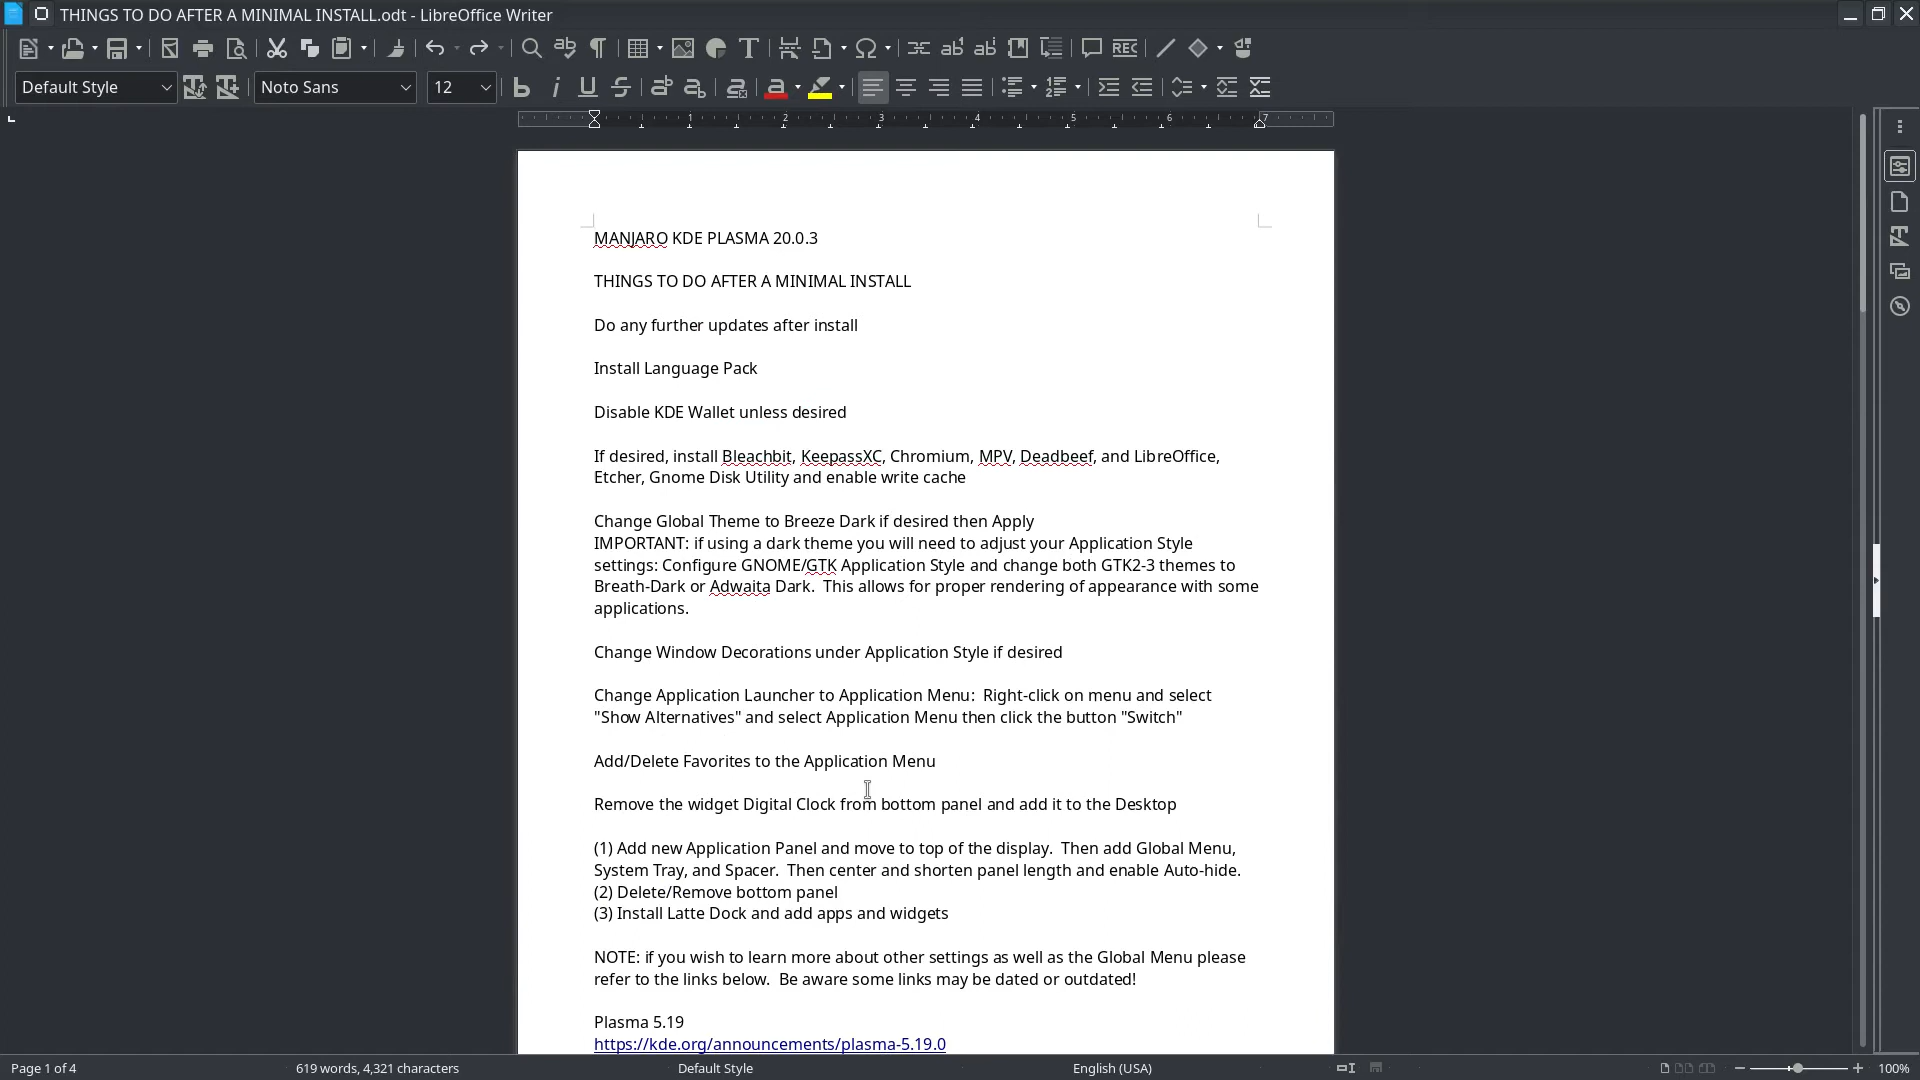 THINGS TO DO AFTER A MINIMAL INSTALL.odt - LibreOffice Writer
Default Style
Noto Sans
12
1 2 3 4 5 6 7
MANJARO KDE PLASMA 20.0.3
THINGS TO DO AFTER A MINIMAL INSTALL
Do any further updates after install
Install Language Pack
Disable KDE Wallet unless desired
If desired, install Bleachbit, KeepassXC, Chromium, MPV, Deadbeef, and LibreOffice,
Etcher, Gnome Disk Utility and enable write cache
Change Global Theme to Breeze Dark if desired then Apply
IMPORTANT: if using a dark theme you will need to adjust your Application Style
settings: Configure GNOME/GTK Application Style and change both GTK2-3 themes to
Breath-Dark or Adwaita Dark.  This allows for proper rendering of appearance with some
applications.
Change Window Decorations under Application Style if desired
Change Application Launcher to Application Menu:  Right-click on menu and select
"Show Alternatives" and select Application Menu then click the button "Switch"
Add/Delete Favorites to the Application Menu
Remove the widget Digital Clock from bottom panel and add it to the Desktop
(1) Add new Application Panel and move to top of the display.  Then add Global Menu,
System Tray, and Spacer.  Then center and shorten panel length and enable Auto-hide.
(2) Delete/Remove bottom panel
(3) Install Latte Dock and add apps and widgets
NOTE: if you wish to learn more about other settings as well as the Global Menu please
refer to the links below.  Be aware some links may be dated or outdated!
Plasma 5.19
https://kde.org/announcements/plasma-5.19.0
Page 1 of 4
619 words, 4,321 characters
Default Style
English (USA)
100%